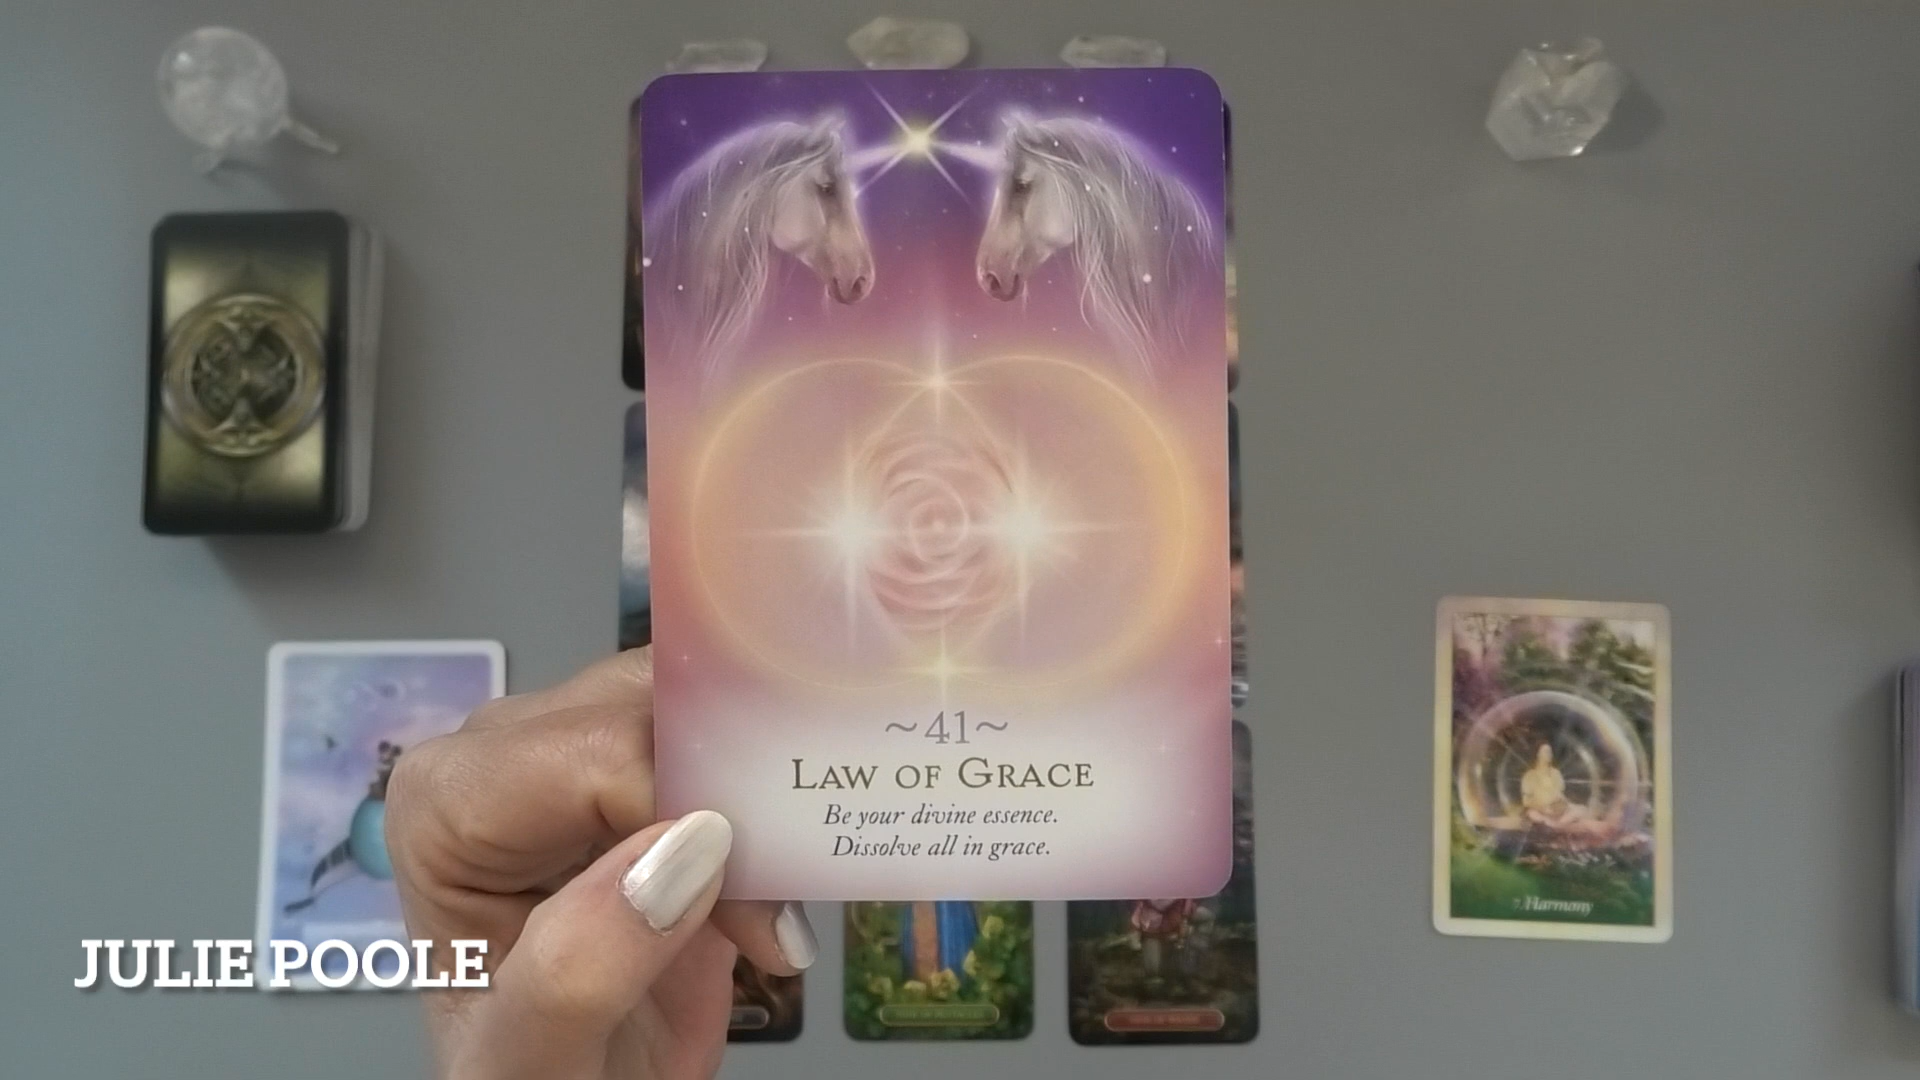 ~41~
LAW OF GRACE
Be your divine essence.
Dissolve all in grace.
7. Harmony
JULIE POOLE